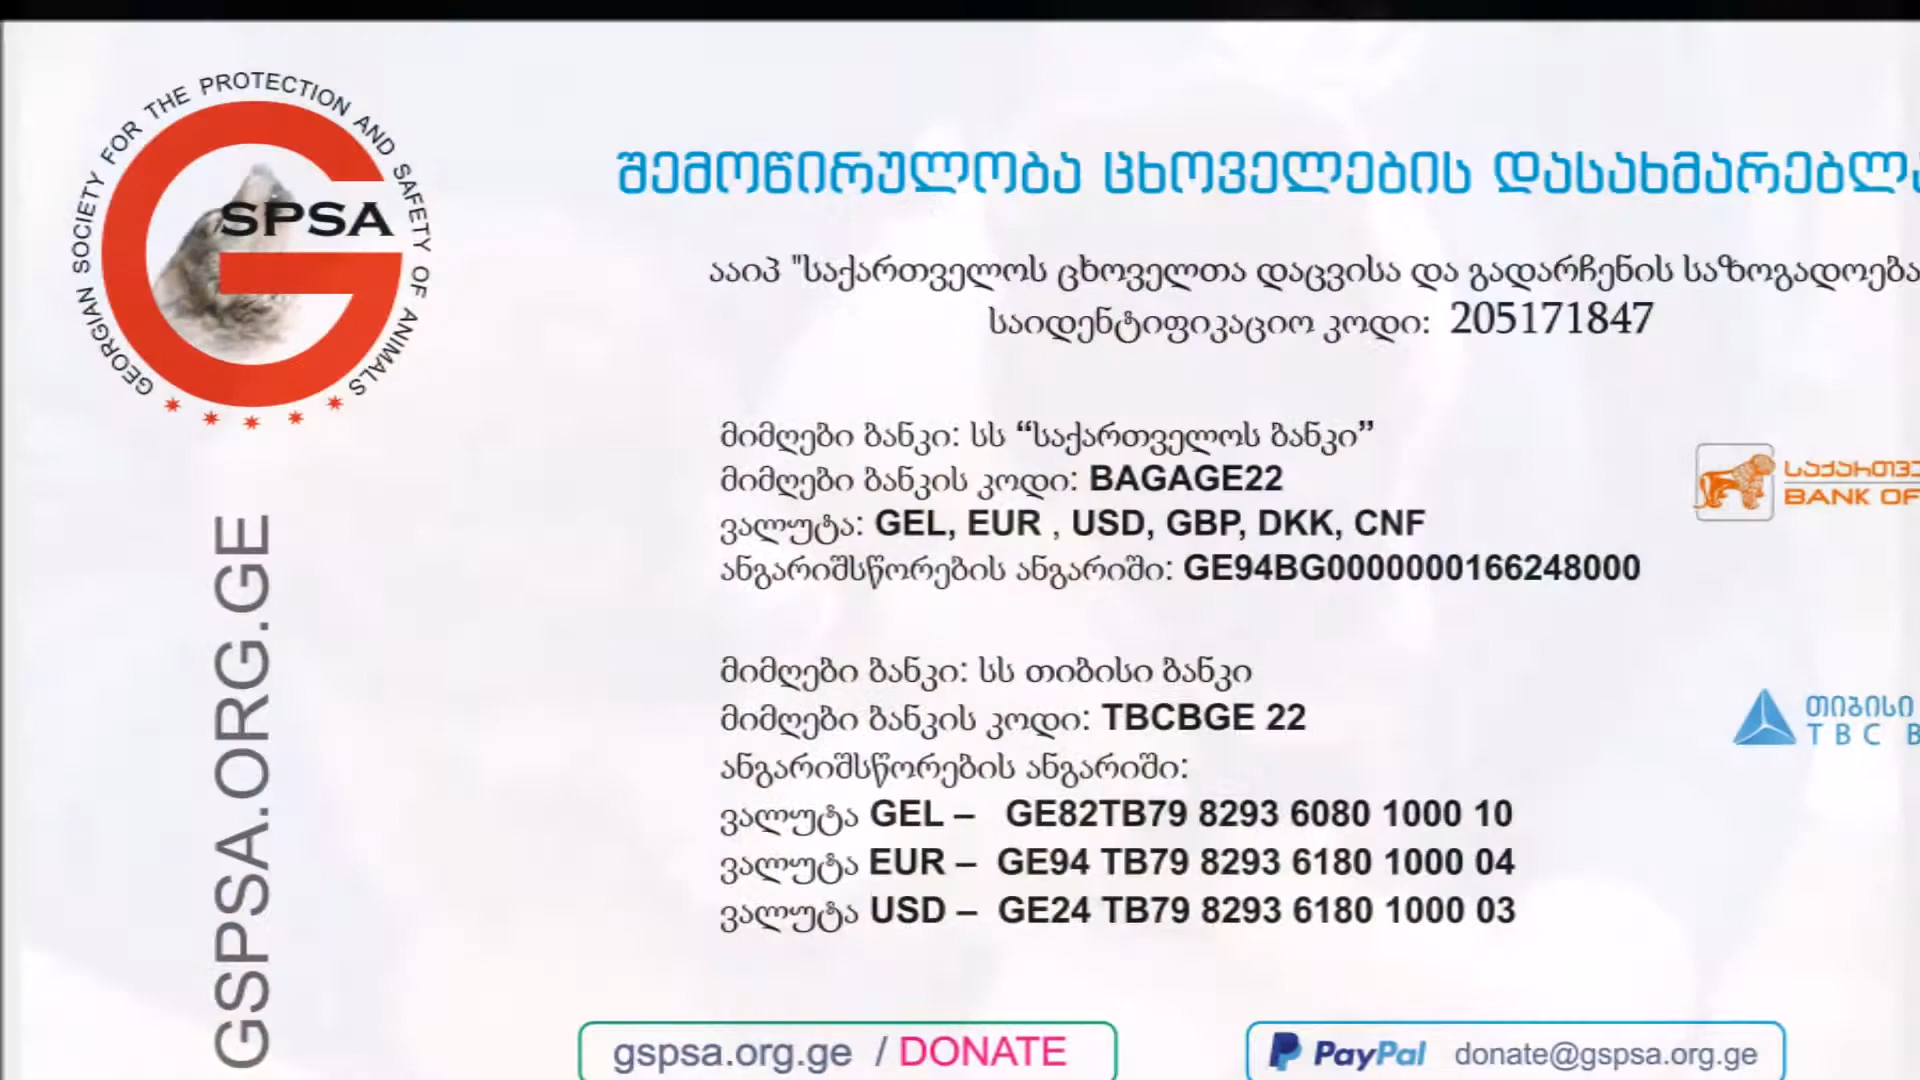 GEORGIAN SOCIETY FOR THE PROTECTION AND SAFETY OF ANIMALS
SPSA
GSPSA.ORG.GE
შემოწირულობა ცხოველების
ააიპ "საქართველოს ცხოველთა დაცვისა და გადარჩენის საზოგადოება
საიდენტიფიკაციო კოდი: 205171847
მიმღები ბანკი: სს “საქართველოს ბანკი”
მიმღები ბანკის კოდი: BAGAGE22
ვალუტა: GEL, EUR , USD, GBP, DKK, CNF
ანგარიშსწორების ანგარიში: GE94BG0000000166248000
BANK OF
მიმღები ბანკი: სს თიბისი ბანკი
მიმღები ბანკის კოდი: TBCBGE 22
ანგარიშსწორების ანგარიში:
ვალუტა GEL – GE82TB79 8293 6080 1000 10
ვალუტა EUR – GE94 TB79 8293 6180 1000 04
ვალუტა USD – GE24 TB79 8293 6180 1000 03
თიბისი
TBC B
gspsa.org.ge / DONATE
PayPal donate@gspsa.org.ge